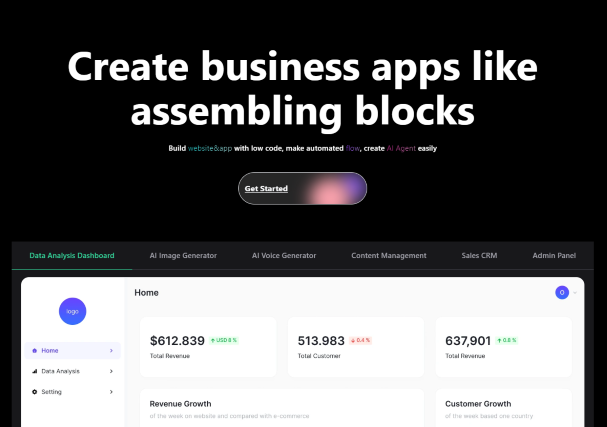 Create business apps like
assembling blocks
Build website&app with low code, make automated flow, create AI Agent easily
Get Started
Data Analysis Dashboard AI Image Generator AI Voice Generator Content Management Sales CRM Admin Panel
logo
Home
Data Analysis
Setting
Home
O
$612.839 USD 8 %
Total Revenue
513.983 0.4 %
Total Customer
637,901 0.8 %
Total Revenue
Revenue Growth
of the week on website and compared with e-commerce
Customer Growth
of the week based one country